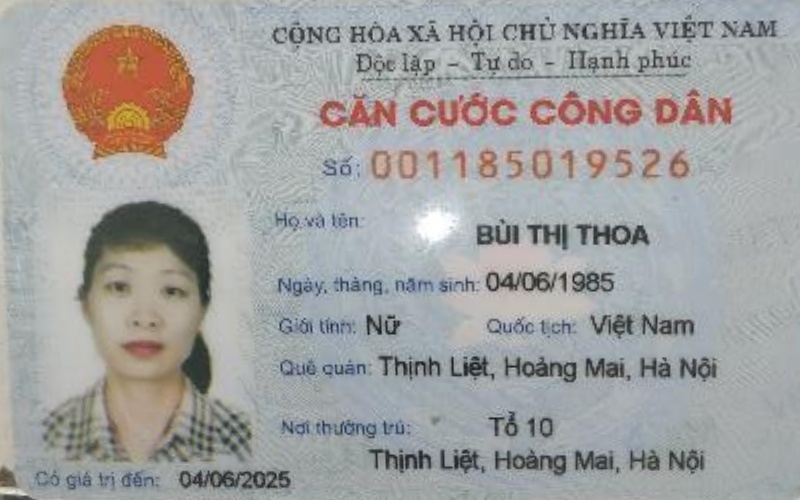 CỘNG HÒA XÃ HỘI CHỦ NGHĨA VIỆT NAM
Độc lập - Tự do - Hạnh phúc
CĂN CƯỚC CÔNG DÂN
Số: 001185019526
Họ và tên: BÙI THỊ THOA
Ngày, tháng, năm sinh: 04/06/1985
Giới tính: Nữ Quốc tịch: Việt Nam
Quê quán: Thịnh Liệt, Hoàng Mai, Hà Nội
Nơi thường trú: Tổ 10
Thịnh Liệt, Hoàng Mai, Hà Nội
Có giá trị đến: 04/06/2025